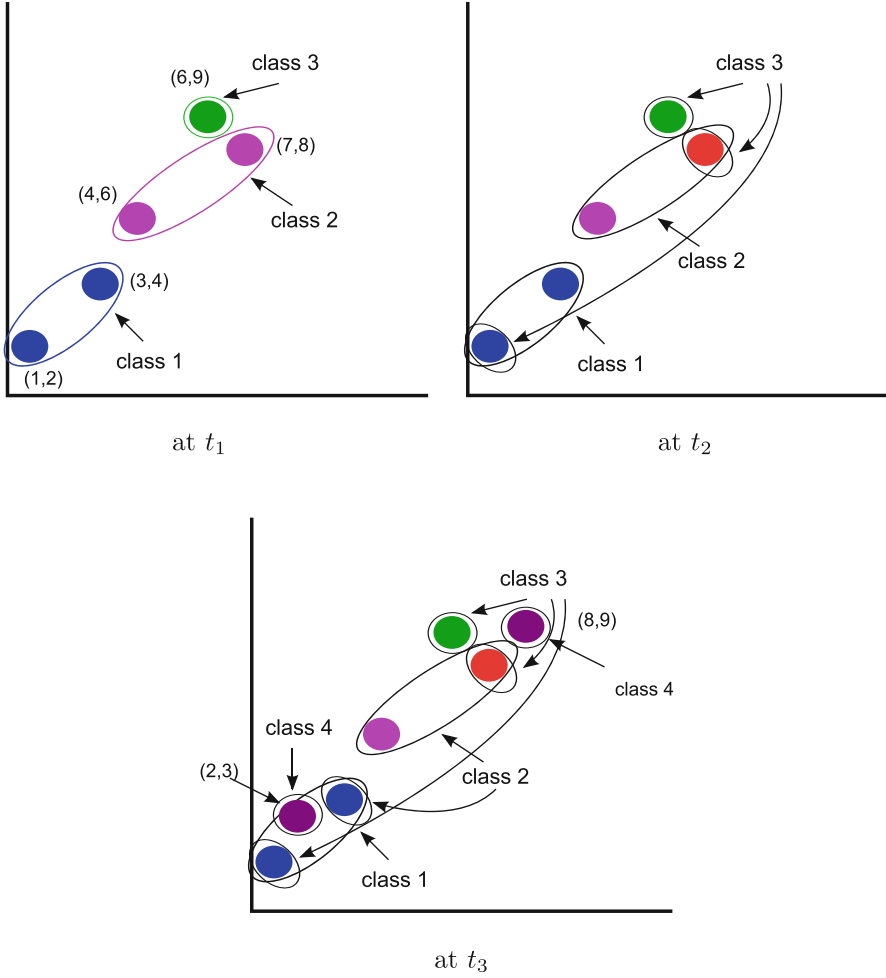 class 3
(6,9)
(7,8)
(4,6)
class 2
(3,4)
class 1
(1,2)
at t1
class 3
class 2
class 1
at t2
class 3
(8,9)
class 4
class 4
(2,3)
class 2
class 1
at t3